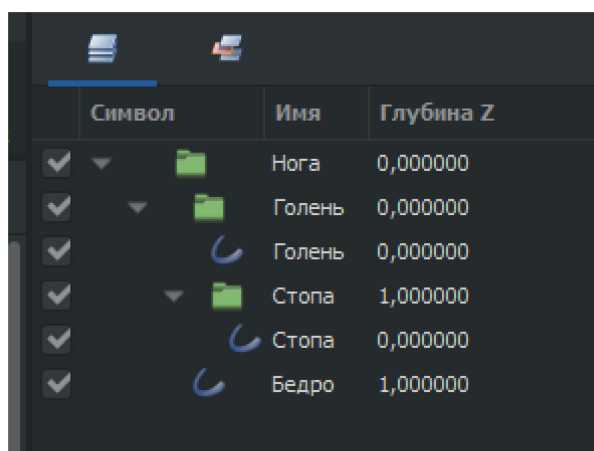 Символ Имя Глубина Z
Нога 0,000000
Голень 0,000000
Голень 0,000000
Стопа 1,000000
Стопа 0,000000
Бедро 1,000000